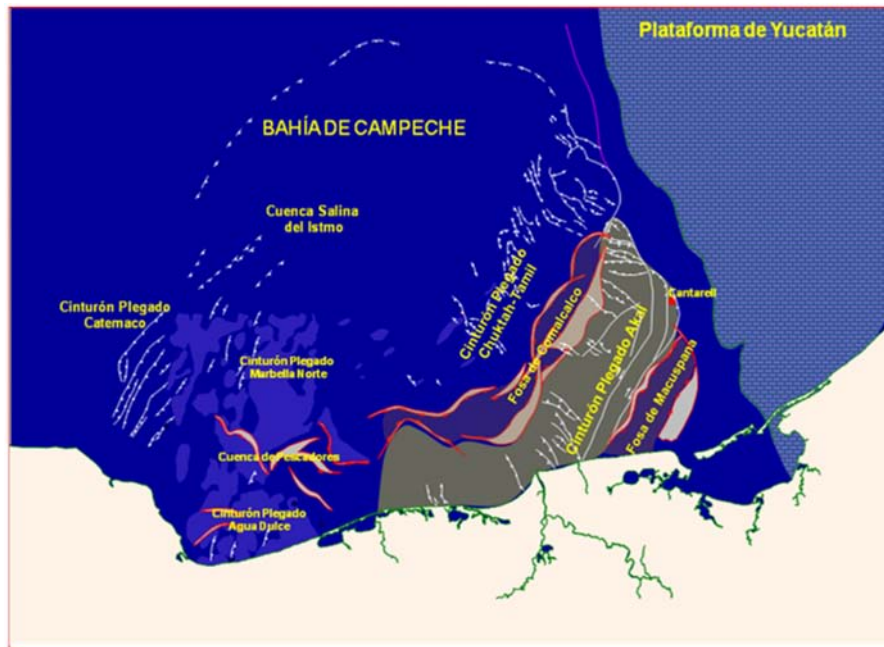 Plataforma de Yucatán
BAHÍA DE CAMPECHE
Cuenca Salina
del Istmo
Cinturón Plegado
Catemaco
Cinturón Plegado
Chuktah-Tamil
Cantarell
Fosa de Comalcalco
Cinturón Plegado Akal
Fosa de Macuspana
Cinturón Plegado
Marbella Norte
Cuenca de Pescadores
Cinturón Plegado
Agua Dulce